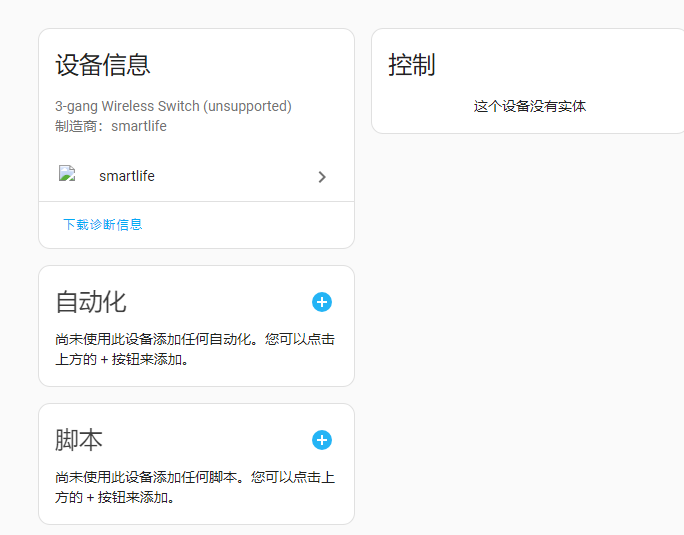 设备信息
3-gang Wireless Switch (unsupported)
制造商：smartlife
smartlife
下载诊断信息
自动化
尚未使用此设备添加任何自动化。您可以点击
上方的 + 按钮来添加。
脚本
尚未使用此设备添加任何脚本。您可以点击上
方的 + 按钮来添加。
控制
这个设备没有实体